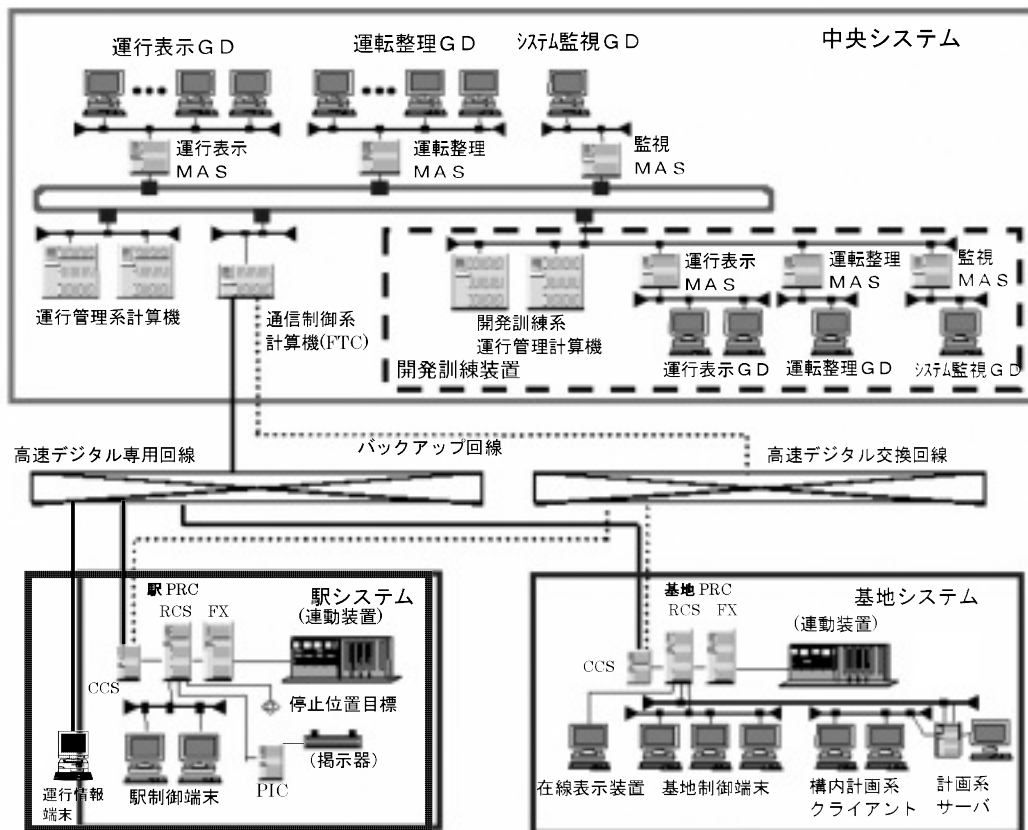 中央システム
運行表示ＧＤ
運転整理ＧＤ
ｼｽﾃﾑ監視ＧＤ
運行表示
ＭＡＳ
運転整理
ＭＡＳ
監視
ＭＡＳ
運行管理系計算機
通信制御系
計算機(FTC)
開発訓練系
運行管理計算機
開発訓練装置
運行表示
ＭＡＳ
運転整理
ＭＡＳ
監視
ＭＡＳ
運行表示ＧＤ
運転整理ＧＤ
ｼｽﾃﾑ監視ＧＤ
高速デジタル専用回線
バックアップ回線
高速デジタル交換回線
駅PRC
駅システム
RCS
FX
(連動装置)
CCS
停止位置目標
(掲示器)
PIC
駅制御端末
運行情報
端末
基地PRC
基地システム
RCS
FX
(連動装置)
CCS
在線表示装置
基地制御端末
構内計画系
クライアント
計画系
サーバ